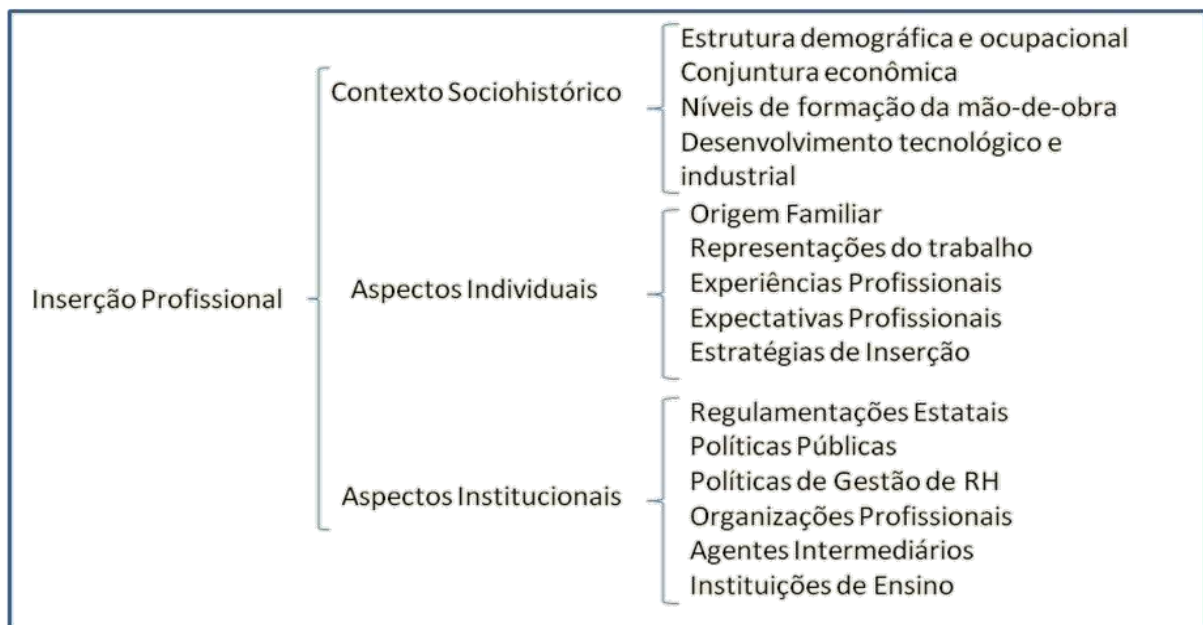 Estrutura demográfica e ocupacional
Contexto Sociohistórico
Conjuntura econômica
Níveis de formação da mão-de-obra
Desenvolvimento tecnológico e
industrial
Inserção Profissional
Aspectos Individuais
Origem Familiar
Representações do trabalho
Experiências Profissionais
Expectativas Profissionais
Estratégias de Inserção
Aspectos Institucionais
Regulamentações Estatais
Políticas Públicas
Políticas de Gestão de RH
Organizações Profissionais
Agentes Intermediários
Instituições de Ensino